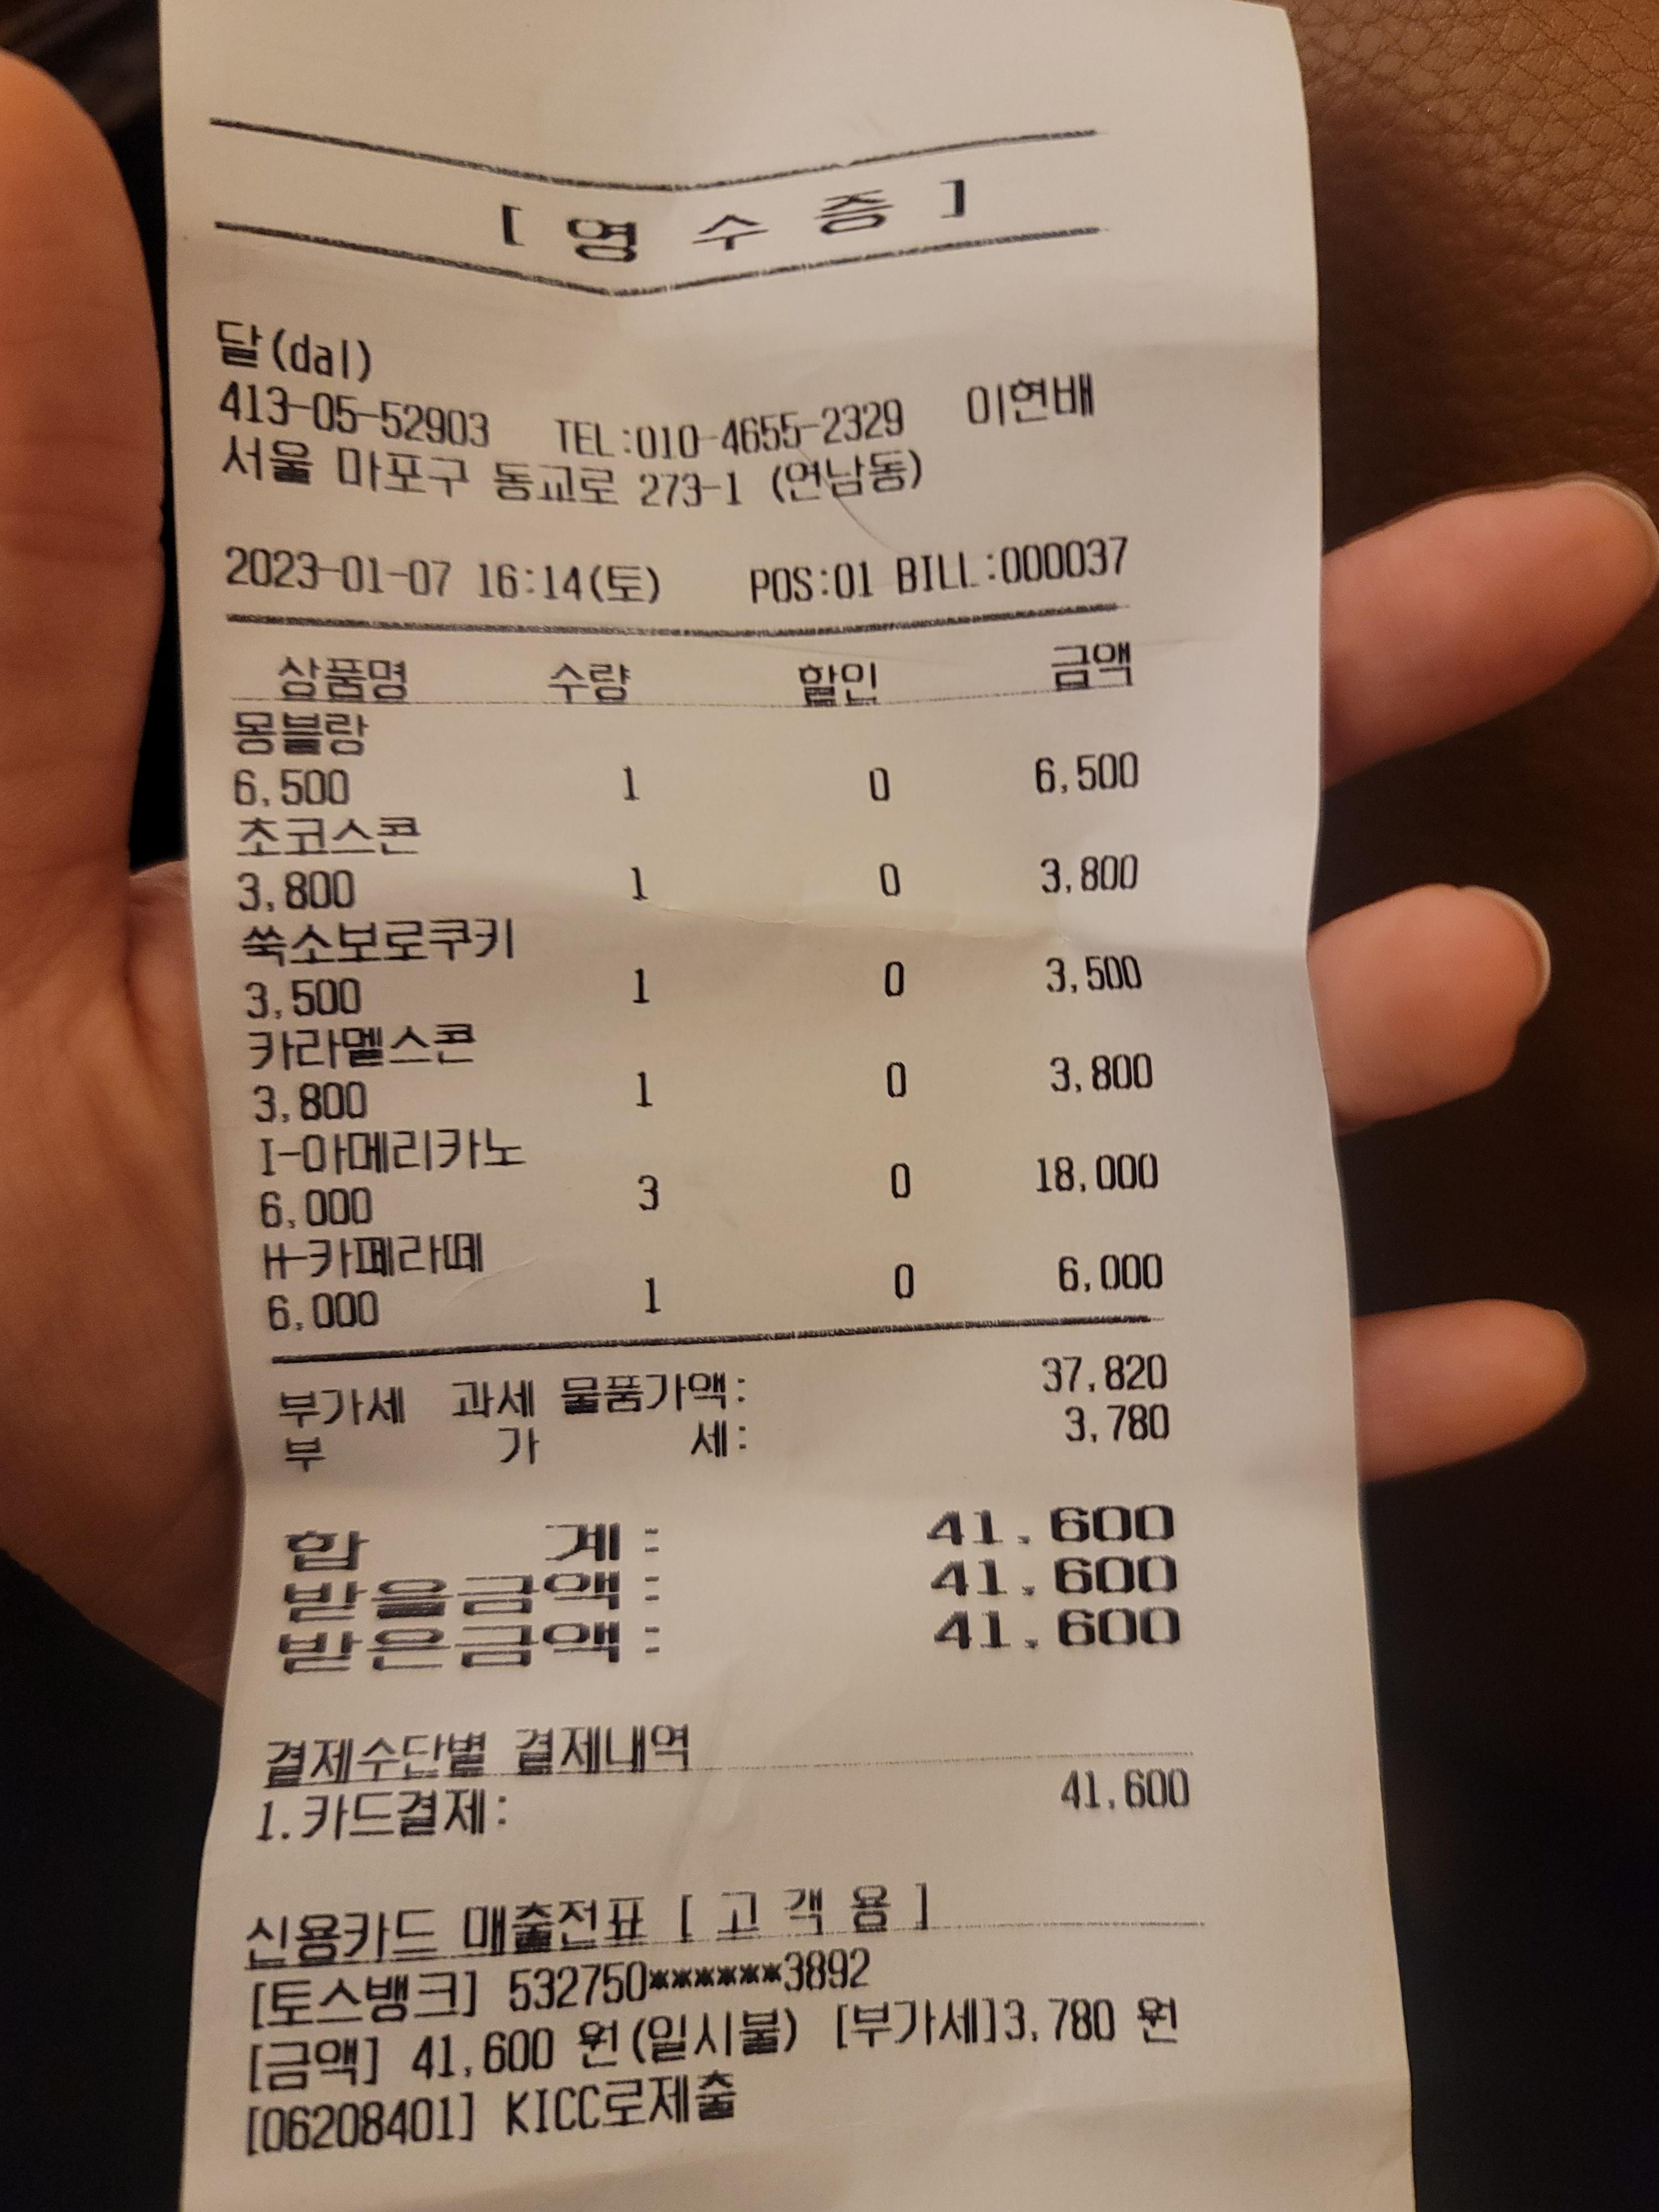 [ 영 수 증 ]
달(dal)
413-05-52903 TEL:010-4655-2329 이현배
서울 마포구 동교로 273-1 (연남동)
2023-01-07 16:14(토) POS:01 BILL:000037
상품명 수량 할인 금액
몽블랑
6,500 1 0 6,500
초코스콘
3,800 1 0 3,800
쑥소보로쿠키
3,500 1 0 3,500
카라멜스콘
3,800 1 0 3,800
I-아메리카노
6,000 3 0 18,000
H-카페라떼
6,000 1 0 6,000
부가세 과세 물품가액: 37,820
부 가 세: 3,780
합 계: 41,600
받을금액: 41,600
받은금액: 41,600
결제수단별 결제내역
1.카드결제: 41,600
신용카드 매출전표 [ 고 객 용 ]
[토스뱅크] 532750******3892
[금액] 41,600 원(일시불) [부가세]3,780 원
[06208401] KICC로제출